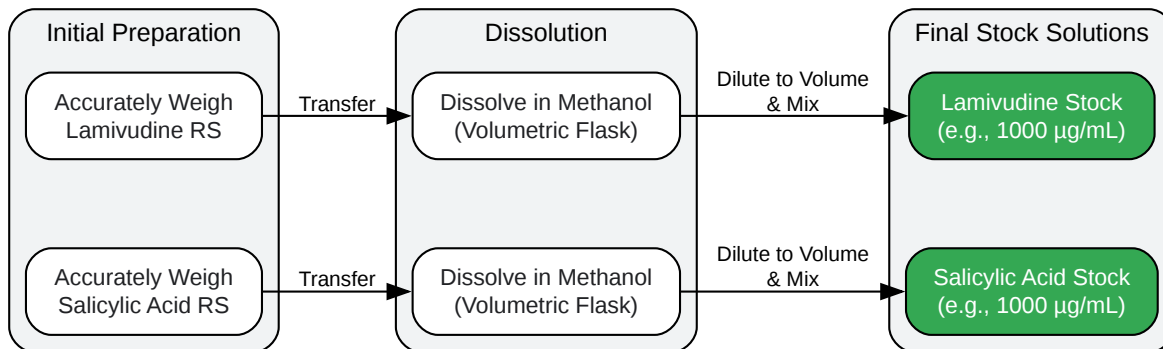 Initial Preparation
Dissolution
Final Stock Solutions
Accurately Weigh
Lamivudine RS
Transfer
Dissolve in Methanol
(Volumetric Flask)
Dilute to Volume
& Mix
Lamivudine Stock
(e.g., 1000 µg/mL)
Accurately Weigh
Salicylic Acid RS
Transfer
Dissolve in Methanol
(Volumetric Flask)
Dilute to Volume
& Mix
Salicylic Acid Stock
(e.g., 1000 µg/mL)